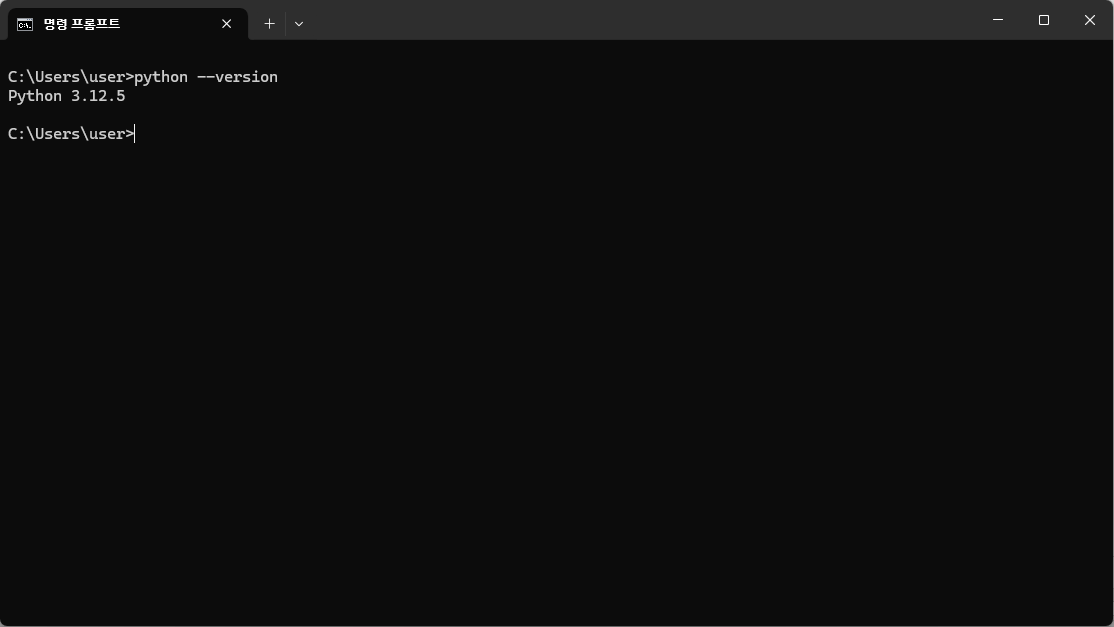 명령 프롬프트
C:\Users\user>python --version
Python 3.12.5
C:\Users\user>